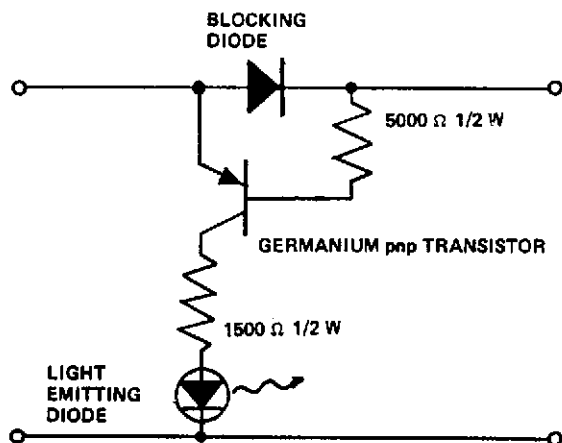 BLOCKING
DIODE
5000 Ω 1/2 W
GERMANIUM pnp TRANSISTOR
1500 Ω 1/2 W
LIGHT
EMITTING
DIODE